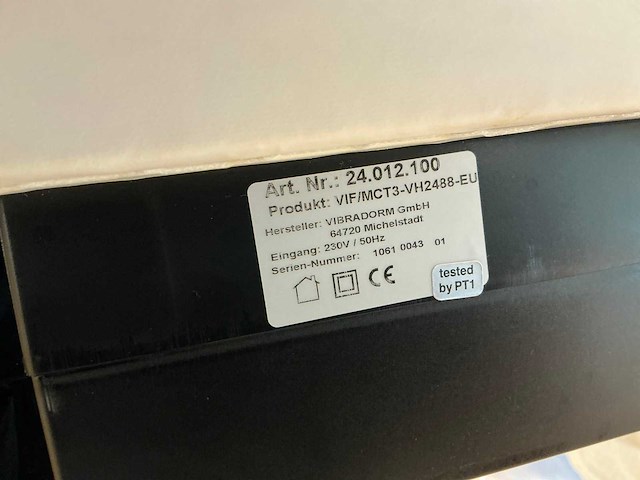 Art. Nr.: 24.012.100
Produkt: VIF/MCT3-VH2488-EU
Hersteller: VIBRADORM GmbH
64720 Michelstadt
Eingang: 230V / 50Hz
Serien-Nummer: 1061 0043 01
CE
tested
by PT1